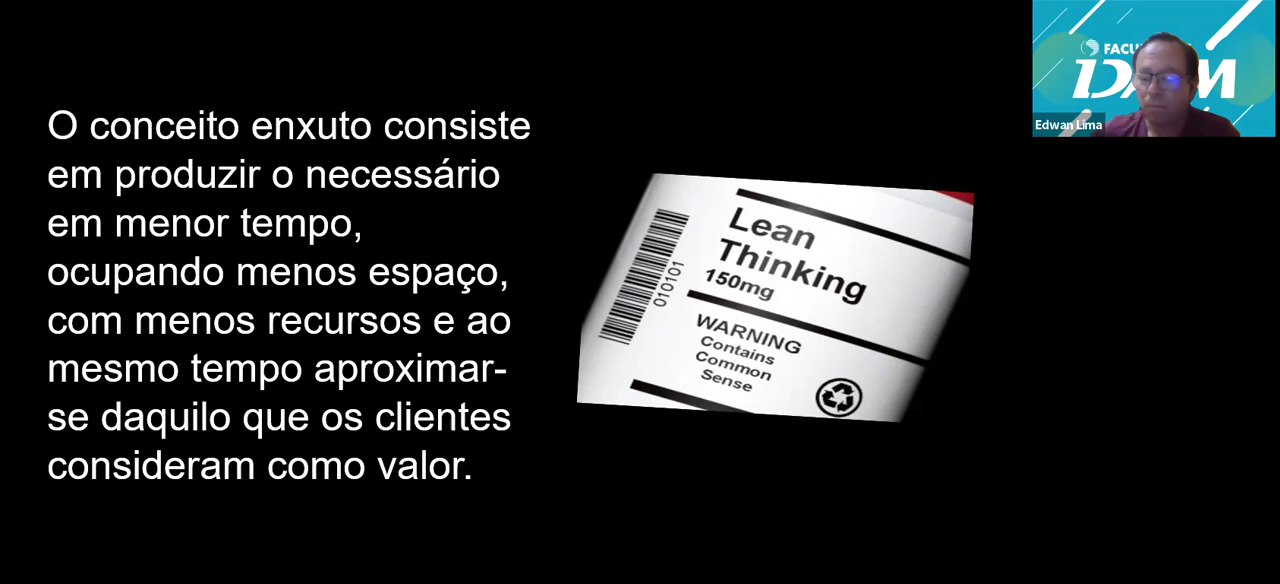 O conceito enxuto consiste
em produzir o necessário
em menor tempo,
ocupando menos espaço,
com menos recursos e ao
mesmo tempo aproximar-
se daquilo que os clientes
consideram como valor.
Lean
Thinking
150mg
010101
WARNING
Contains
Common
Sense
Edwan Lima